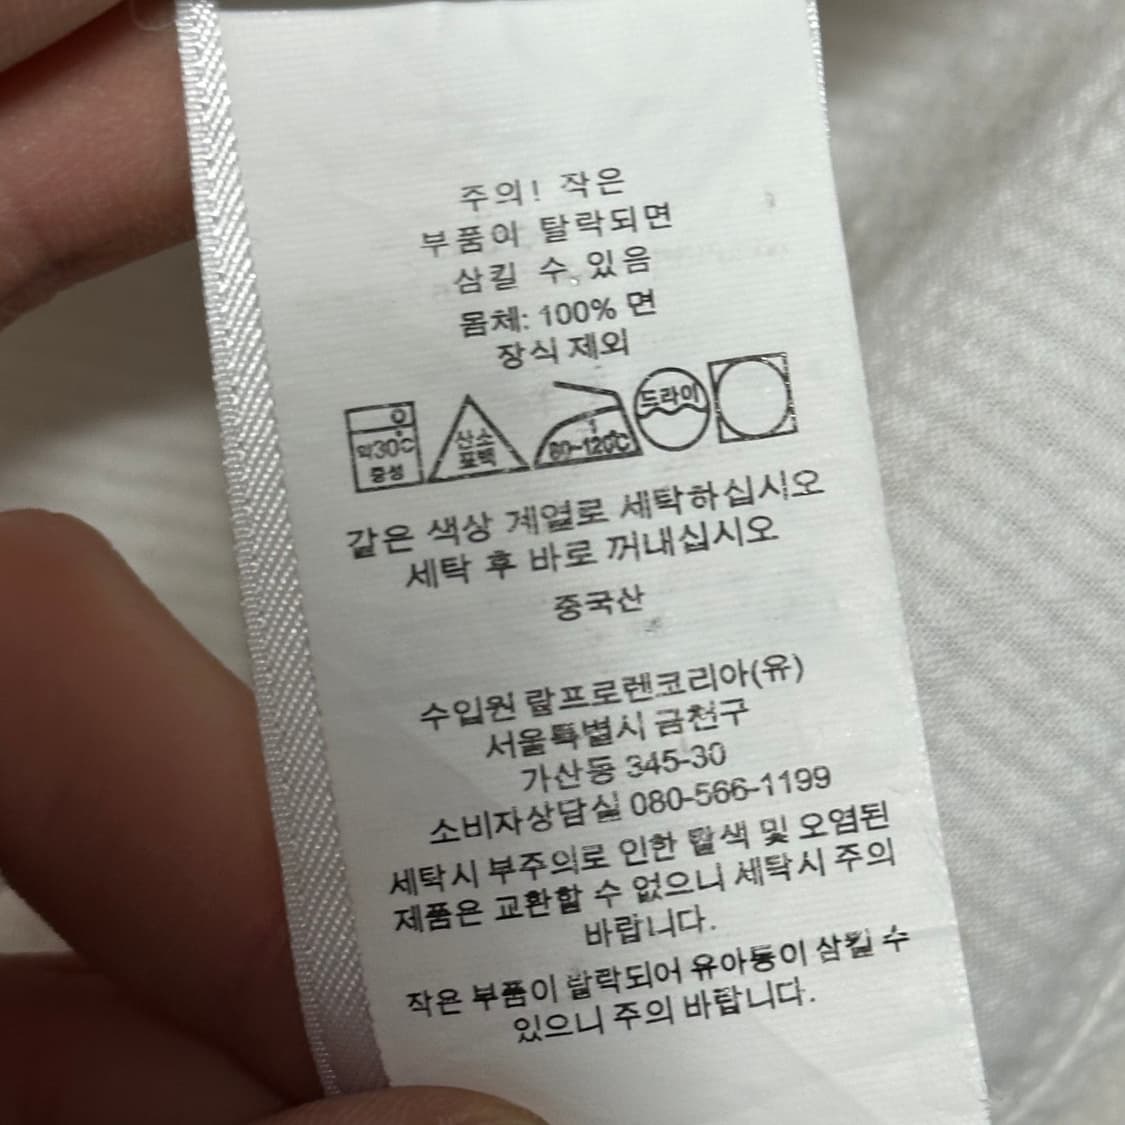 주의! 작은
부품이 탈락되면
삼킬 수 있음
몸체: 100% 면
장식 제외
약30℃
중성
산소
표백
80~120℃
드라이
같은 색상 계열로 세탁하십시오
세탁 후 바로 꺼내십시오
중국산
수입원 랄프로렌코리아(유)
서울특별시 금천구
가산동 345-30
소비자상담실 080-566-1199
세탁시 부주의로 인한 탈색 및 오염된
제품은 교환할 수 없으니 세탁시 주의
바랍니다.
작은 부품이 탈락되어 유아동이 삼킬 수
있으니 주의 바랍니다.